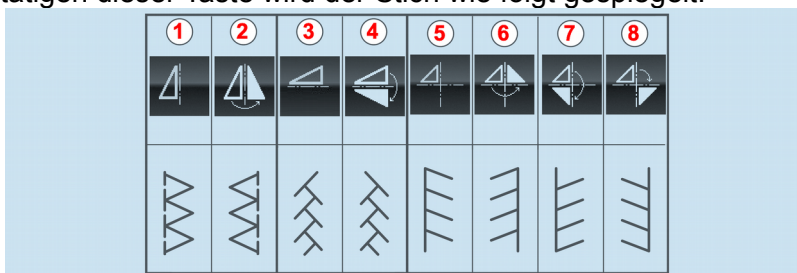 tätigen dieser Taste wird der Stich wie folgt gespiegelt:
1 2 3 4 5 6 7 8